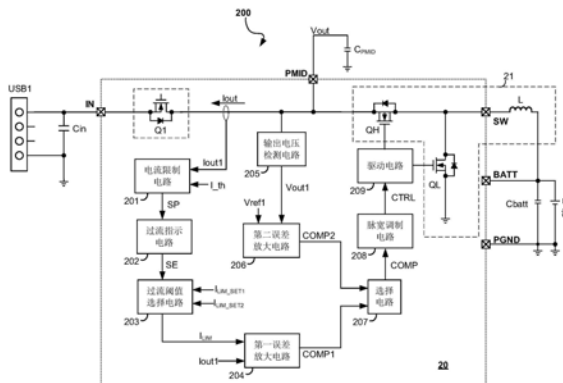 200
Vout
C_PMID
PMID
21
USB1
IN
Iout
L
Cin
Q1
QH
SW
输出电压
检测电路
205
Iout1
电流限制
电路
201
I_th
驱动电路
209
QL
BATT
Vout1
SP
Vref1
CTRL
Cbatt
过流指示
电路
202
第二误差
放大电路
206
COMP2
脉宽调制
电路
208
PGND
SE
COMP
过流阈值
选择电路
203
I_LIM_SET1
I_LIM_SET2
选择
电路
207
I_LIM
Iout1
第一误差
放大电路
204
COMP1
20